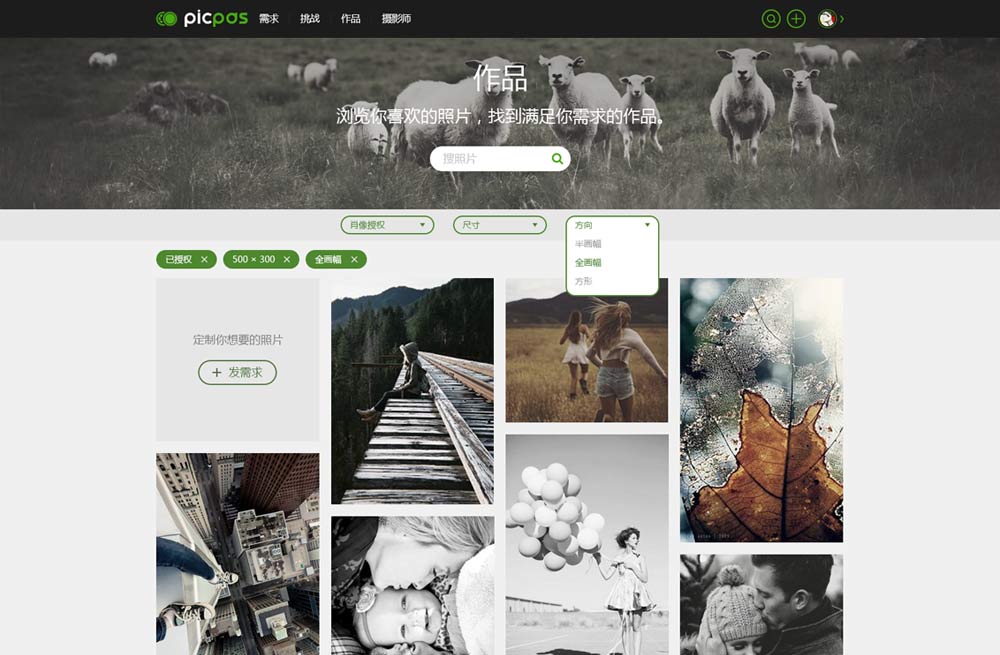 picpas 需求 挑战 作品 摄影师
作品
浏览你喜欢的照片，找到满足你需求的作品。
搜照片
肖像授权 尺寸 方向
半画幅
全画幅
方形
已授权 × 500 × 300 × 全画幅 ×
定制你想要的照片
+ 发需求